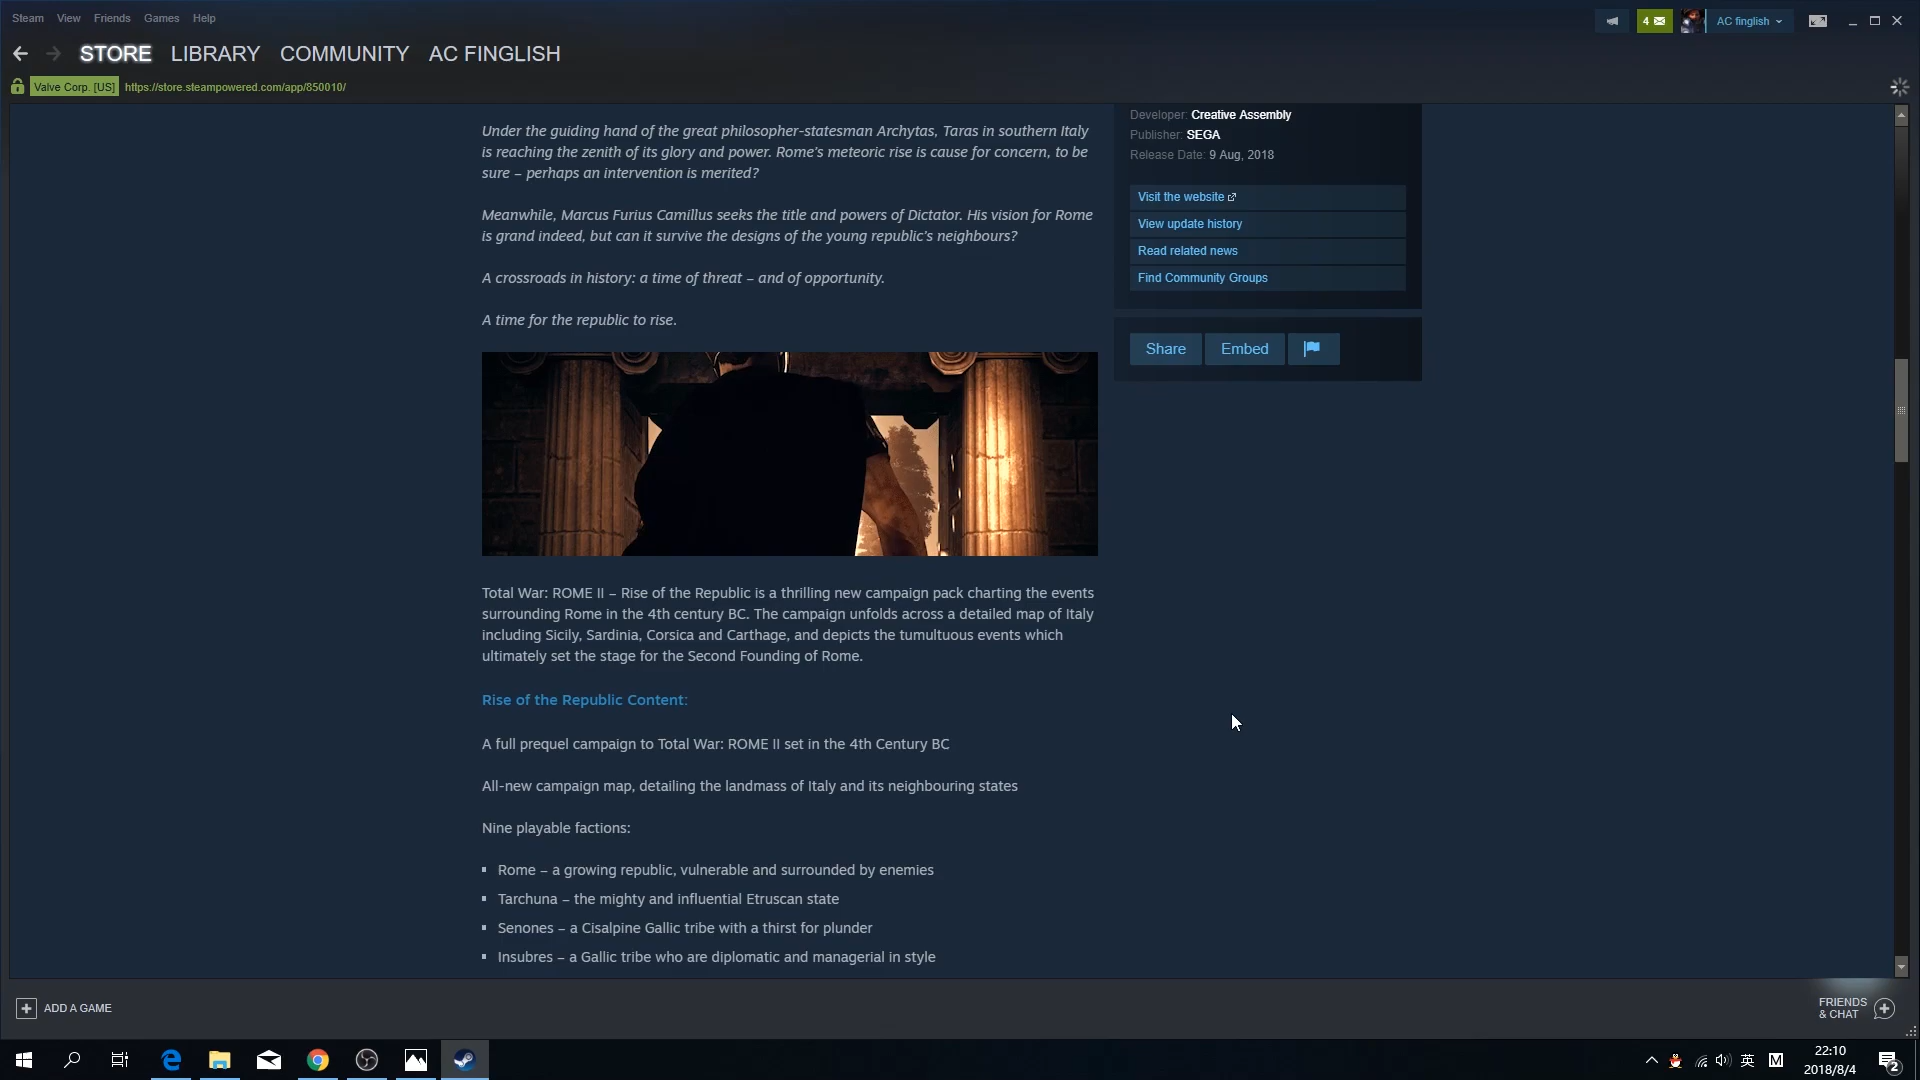 Steam View Friends Games Help
4 AC finglish
STORE LIBRARY COMMUNITY AC FINGLISH
Valve Corp. [US] https://store.steampowered.com/app/850010/
Under the guiding hand of the great philosopher-statesman Archytas, Taras in southern Italy
is reaching the zenith of its glory and power. Rome's meteoric rise is cause for concern, to be
sure – perhaps an intervention is merited?
Meanwhile, Marcus Furius Camillus seeks the title and powers of Dictator. His vision for Rome
is grand indeed, but can it survive the designs of the young republic's neighbours?
A crossroads in history: a time of threat – and of opportunity.
A time for the republic to rise.
Total War: ROME II – Rise of the Republic is a thrilling new campaign pack charting the events
surrounding Rome in the 4th century BC. The campaign unfolds across a detailed map of Italy
including Sicily, Sardinia, Corsica and Carthage, and depicts the tumultuous events which
ultimately set the stage for the Second Founding of Rome.
Rise of the Republic Content:
A full prequel campaign to Total War: ROME II set in the 4th Century BC
All-new campaign map, detailing the landmass of Italy and its neighbouring states
Nine playable factions:
▪ Rome – a growing republic, vulnerable and surrounded by enemies
▪ Tarchuna – the mighty and influential Etruscan state
▪ Senones – a Cisalpine Gallic tribe with a thirst for plunder
▪ Insubres – a Gallic tribe who are diplomatic and managerial in style
Developer: Creative Assembly
Publisher: SEGA
Release Date: 9 Aug, 2018
Visit the website
View update history
Read related news
Find Community Groups
Share Embed
ADD A GAME
FRIENDS
& CHAT
英 M
22:10
2018/8/4
2